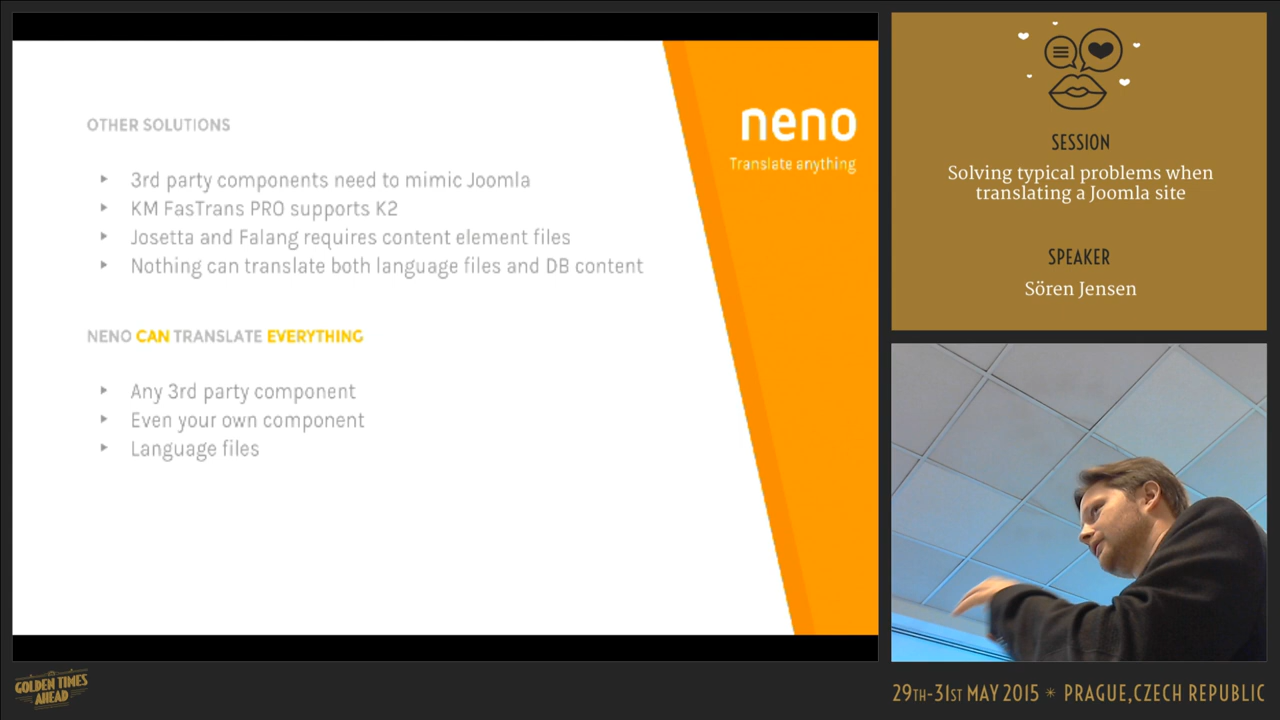 OTHER SOLUTIONS
3rd party components need to mimic Joomla
KM FasTrans PRO supports K2
Josetta and Falang requires content element files
Nothing can translate both language files and DB content
NENO CAN TRANSLATE EVERYTHING
Any 3rd party component
Even your own component
Language files
neno
Translate anything
SESSION
Solving typical problems when
translating a Joomla site
SPEAKER
Sören Jensen
GOLDEN TIMES
AHEAD
29TH-31ST MAY 2015 * PRAGUE, CZECH REPUBLIC